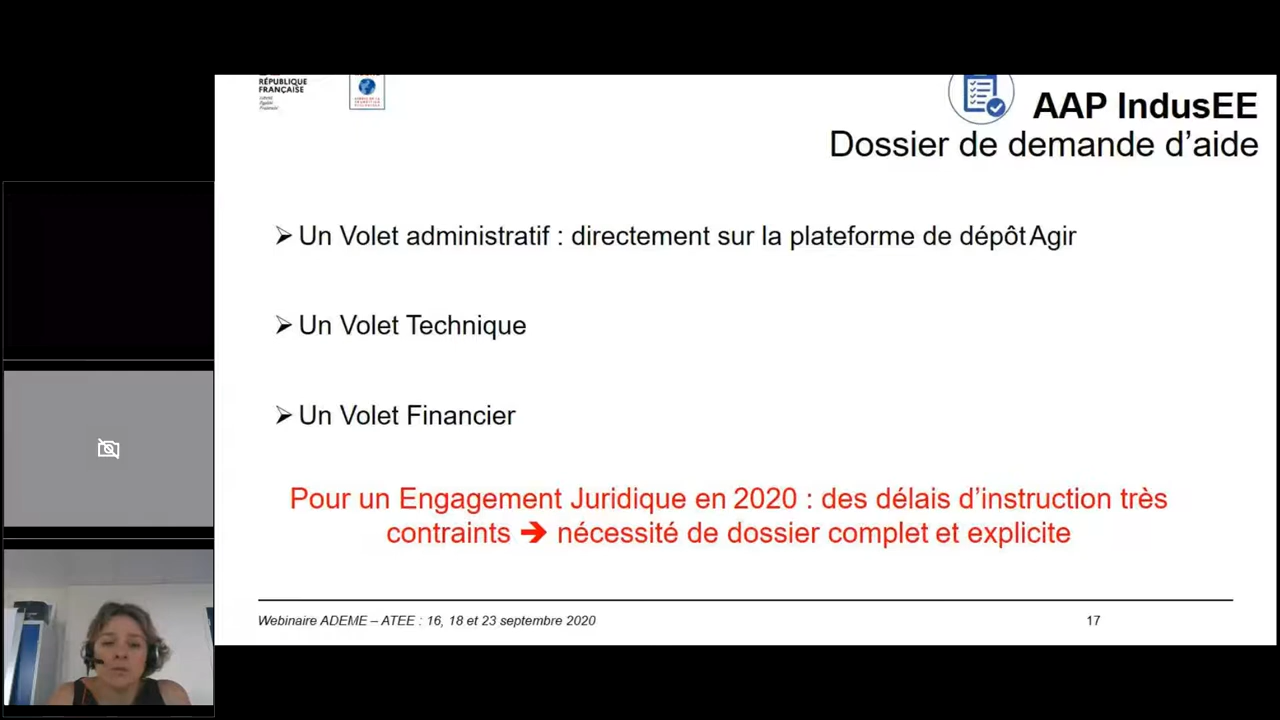 RÉPUBLIQUE
FRANÇAISE
AAP IndusEE
Dossier de demande d'aide
Un Volet administratif : directement sur la plateforme de dépôt Agir
Un Volet Technique
Un Volet Financier
Pour un Engagement Juridique en 2020 : des délais d'instruction très
contraints ➔ nécessité de dossier complet et explicite
Webinaire ADEME – ATEE : 16, 18 et 23 septembre 2020
17